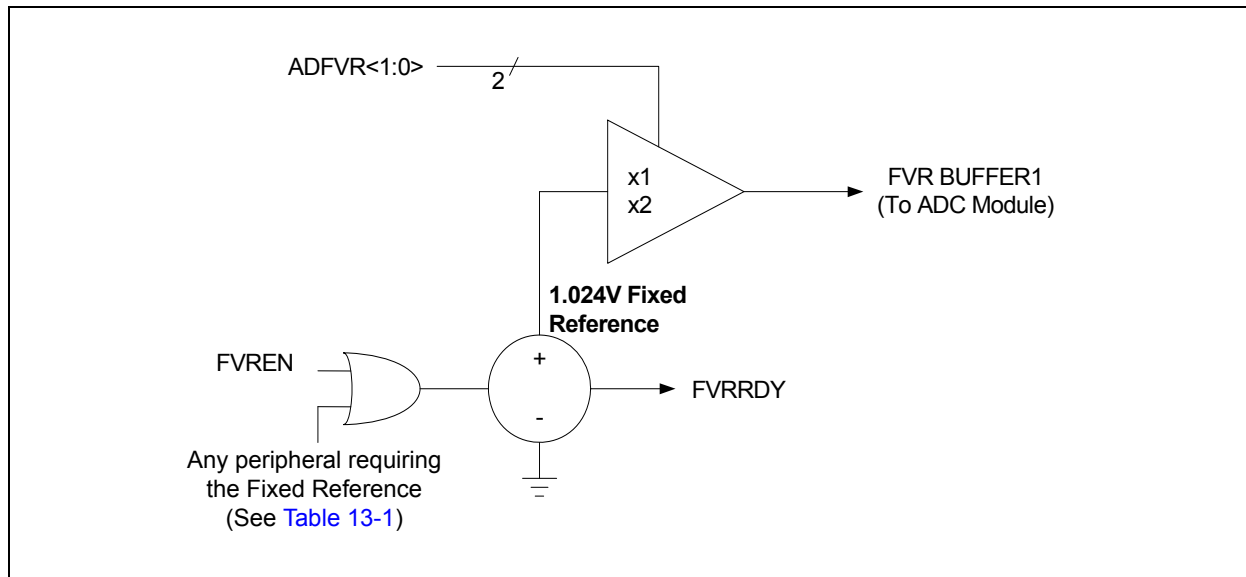 ADFVR<1:0>
2
x1
x2
FVR BUFFER1
(To ADC Module)
1.024V Fixed
Reference
+
FVREN
FVRRDY
-
Any peripheral requiring
the Fixed Reference
(See Table 13-1)